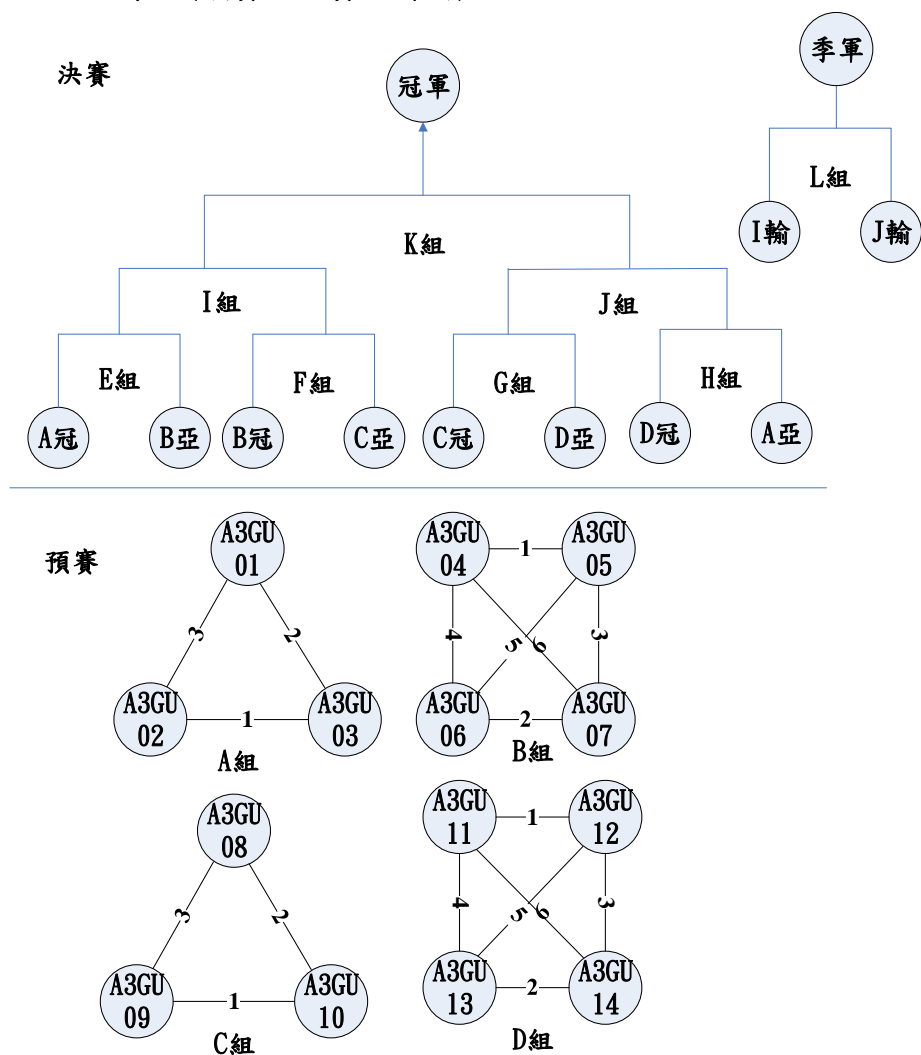 決賽
冠軍
季軍
L組
I輸
J輸
K組
I組
J組
E組
F組
G組
H組
A冠
B亞
B冠
C亞
C冠
D亞
D冠
A亞
預賽
A3GU
01
3
2
A3GU
02
1
A3GU
03
A組
A3GU
04
1
A3GU
05
4
5
6
3
A3GU
06
2
A3GU
07
B組
A3GU
08
3
2
A3GU
09
1
A3GU
10
C組
A3GU
11
1
A3GU
12
4
5
6
3
A3GU
13
2
A3GU
14
D組